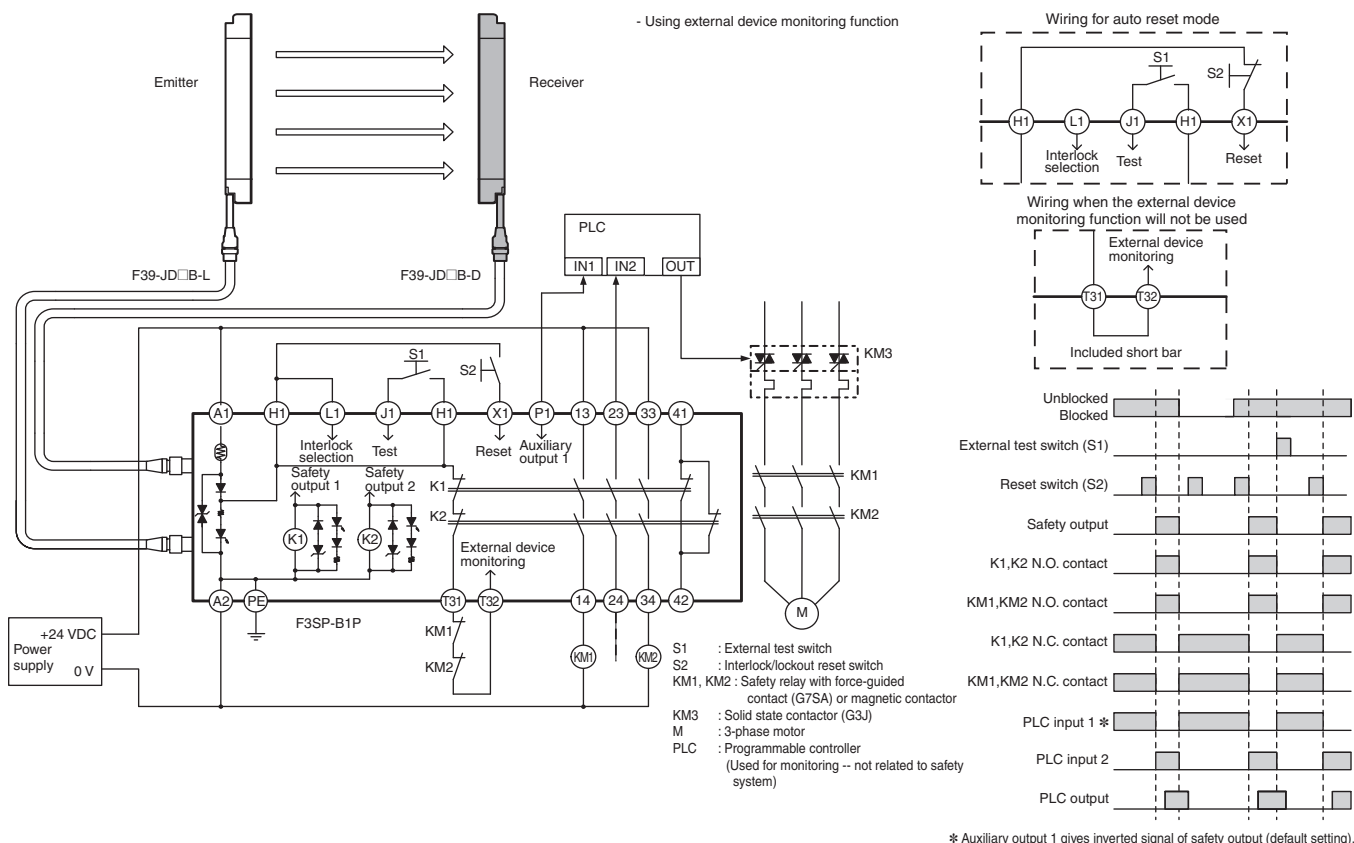 - Using external device monitoring function
Emitter
Receiver
F39-JD□B-L
F39-JD□B-D
PLC
IN1 IN2 OUT
KM3
S1
S2
A1 H1 L1 J1 H1 X1 P1 13 23 33 41
Interlock
selection
Test
Reset
Auxiliary
output 1
Safety
output 1
Safety
output 2
K1
K2
K1
K2
External device
monitoring
KM1
KM2
M
A2 PE T31 T32 14 24 34 42
F3SP-B1P
+24 VDC
Power
supply
0 V
KM1
KM2
KM1
KM2
S1 : External test switch
S2 : Interlock/lockout reset switch
KM1, KM2 : Safety relay with force-guided
contact (G7SA) or magnetic contactor
KM3 : Solid state contactor (G3J)
M : 3-phase motor
PLC : Programmable controller
(Used for monitoring -- not related to safety
system)
Wiring for auto reset mode
S1
S2
H1 L1 J1 H1 X1
Interlock
selection
Test
Reset
Wiring when the external device
monitoring function will not be used
External device
monitoring
T31 T32
Included short bar
Unblocked
Blocked
External test switch (S1)
Reset switch (S2)
Safety output
K1,K2 N.O. contact
KM1,KM2 N.O. contact
K1,K2 N.C. contact
KM1,KM2 N.C. contact
PLC input 1 ✽
PLC input 2
PLC output
✽ Auxiliary output 1 gives inverted signal of safety output (default setting).